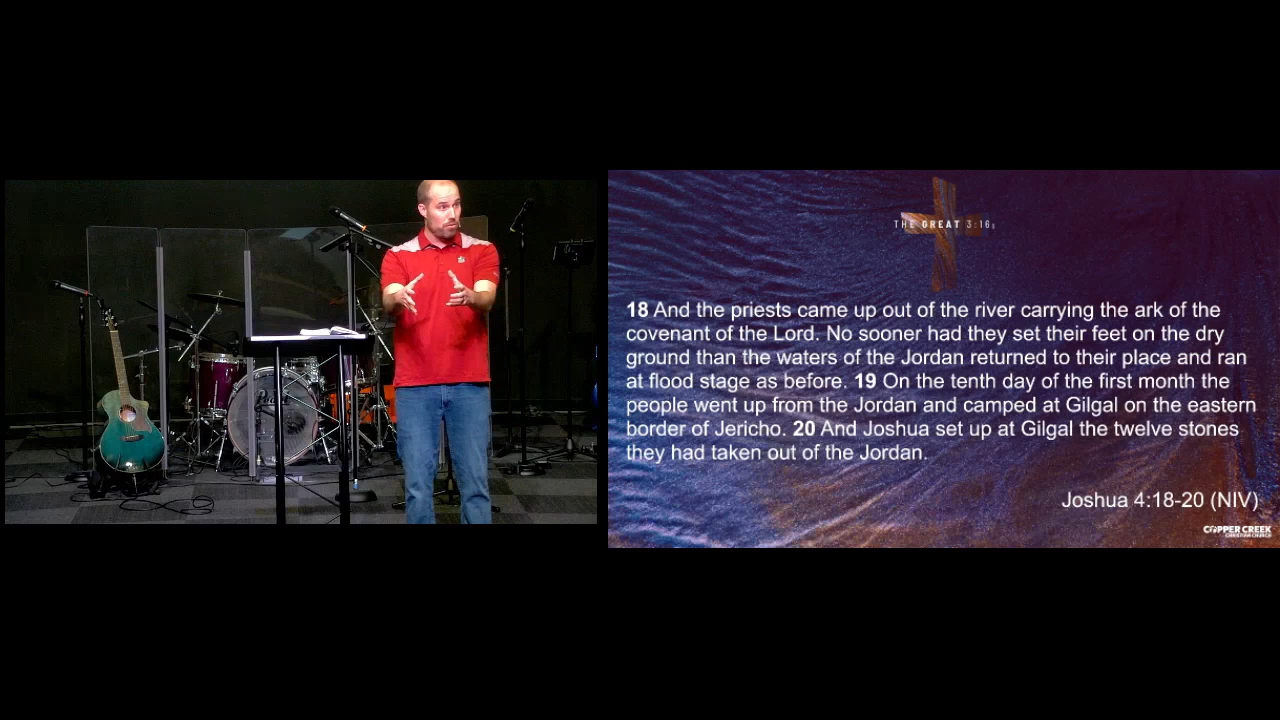 THE GREAT 3:16s
18 And the priests came up out of the river carrying the ark of the
covenant of the Lord. No sooner had they set their feet on the dry
ground than the waters of the Jordan returned to their place and ran
at flood stage as before. 19 On the tenth day of the first month the
people went up from the Jordan and camped at Gilgal on the eastern
border of Jericho. 20 And Joshua set up at Gilgal the twelve stones
they had taken out of the Jordan.
Joshua 4:18-20 (NIV)
COPPER CREEK
CHRISTIAN CHURCH